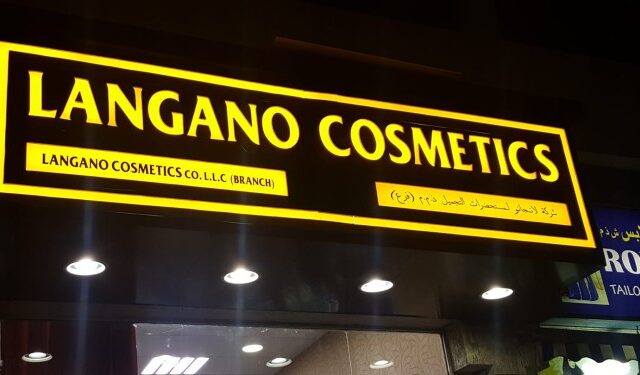 LANGANO COSMETICS
LANGANO COSMETICS CO. L.L.C (BRANCH)
شركة لانجانو لمستحضرات التجميل ذ.م.م (فرع)
RO
TAILO